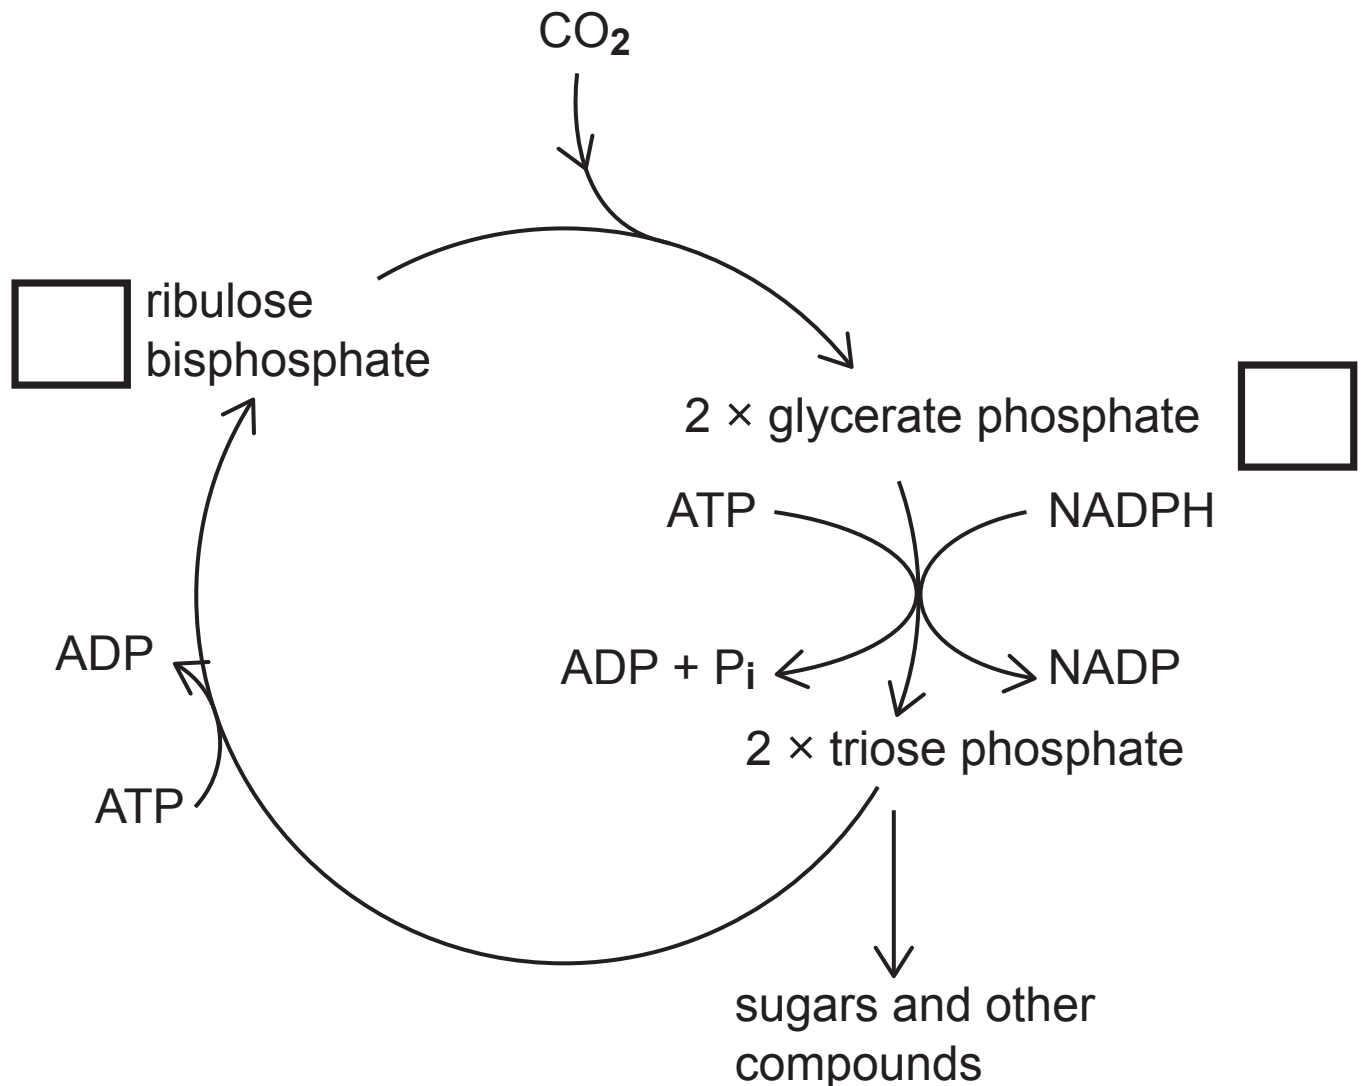 CO2
ribulose
bisphosphate
2 × glycerate phosphate
ATP
NADPH
ADP
ADP + Pi
NADP
2 × triose phosphate
ATP
sugars and other
compounds